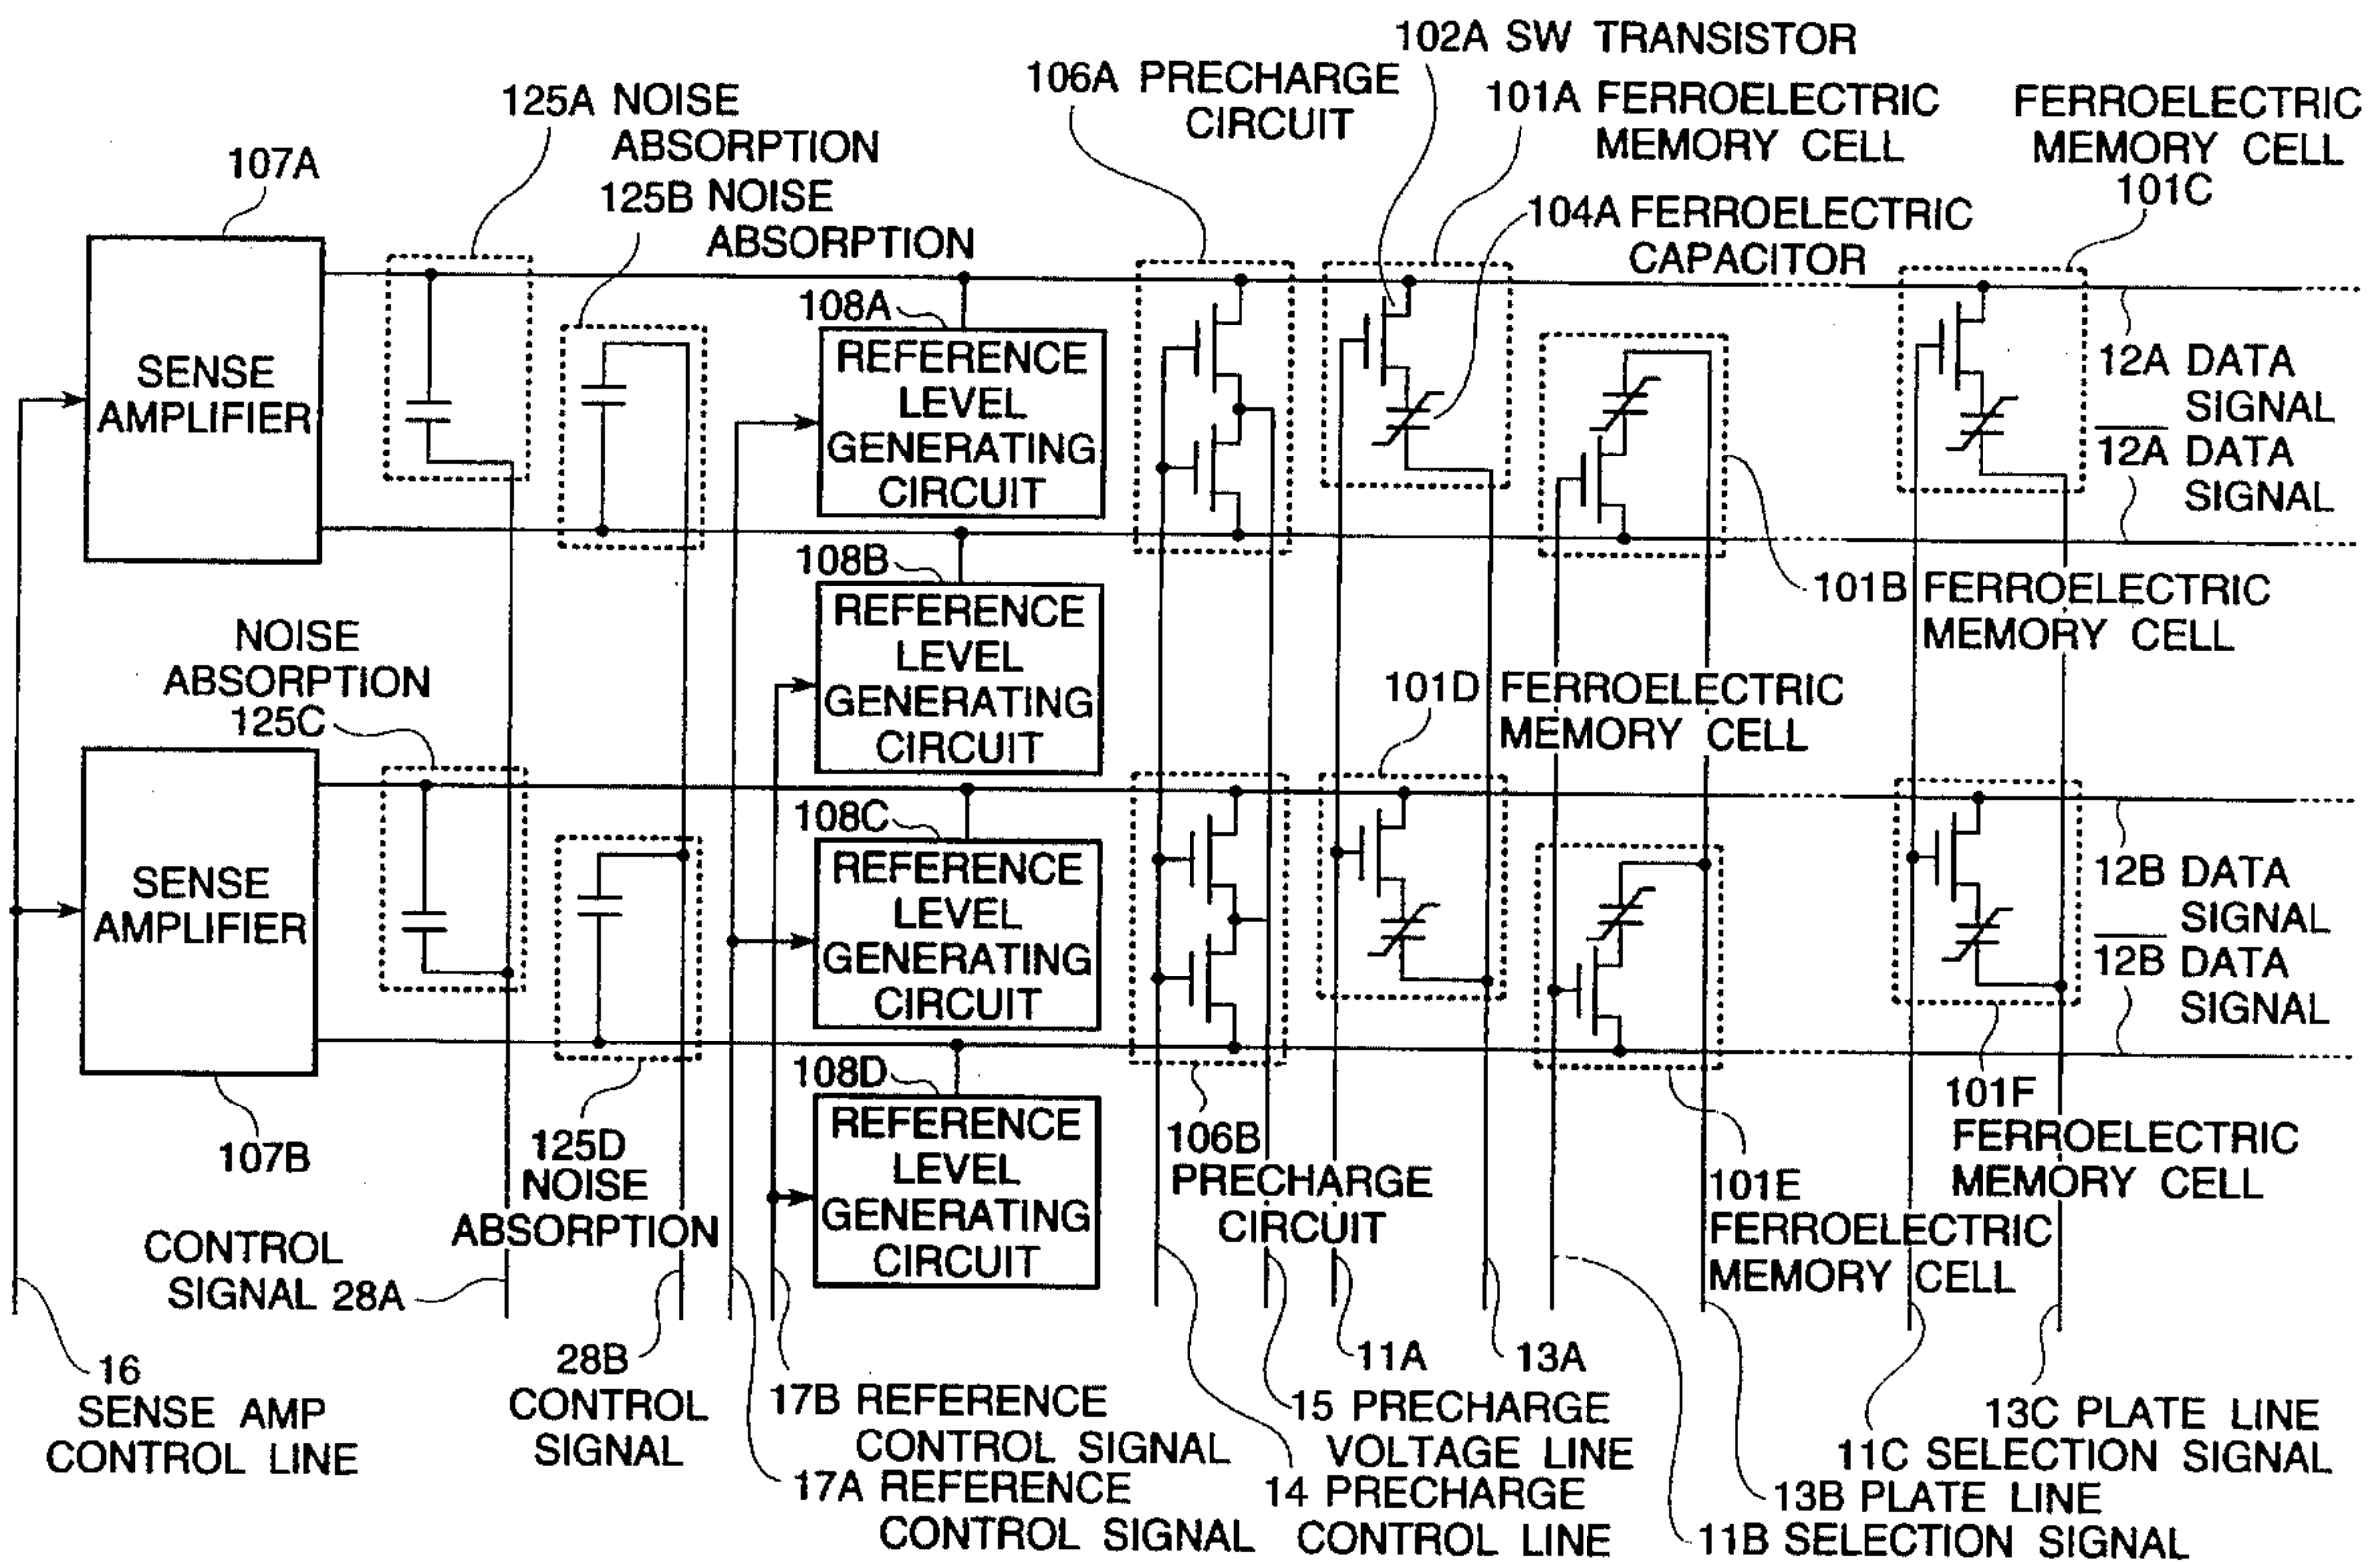 102A SW TRANSISTOR
106A PRECHARGE
CIRCUIT
101A FERROELECTRIC
MEMORY CELL
FERROELECTRIC
MEMORY CELL
101C
125A NOISE
ABSORPTION
125B NOISE
ABSORPTION
104A FERROELECTRIC
CAPACITOR
107A
SENSE
AMPLIFIER
108A
REFERENCE
LEVEL
GENERATING
CIRCUIT
12A DATA
SIGNAL
12A DATA
SIGNAL
108B
REFERENCE
LEVEL
GENERATING
CIRCUIT
101B FERROELECTRIC
MEMORY CELL
NOISE
ABSORPTION
125C
101D FERROELECTRIC
MEMORY CELL
SENSE
AMPLIFIER
107B
108C
REFERENCE
LEVEL
GENERATING
CIRCUIT
12B DATA
SIGNAL
12B DATA
SIGNAL
108D
REFERENCE
LEVEL
GENERATING
CIRCUIT
125D
NOISE
ABSORPTION
106B
PRECHARGE
CIRCUIT
101E
FERROELECTRIC
MEMORY CELL
101F
FERROELECTRIC
MEMORY CELL
CONTROL
SIGNAL 28A
16
SENSE AMP
CONTROL LINE
28B
CONTROL
SIGNAL
17B REFERENCE
CONTROL SIGNAL
17A REFERENCE
CONTROL SIGNAL
11A
13A
15 PRECHARGE
VOLTAGE LINE
14 PRECHARGE
CONTROL LINE
13C PLATE LINE
11C SELECTION SIGNAL
13B PLATE LINE
11B SELECTION SIGNAL